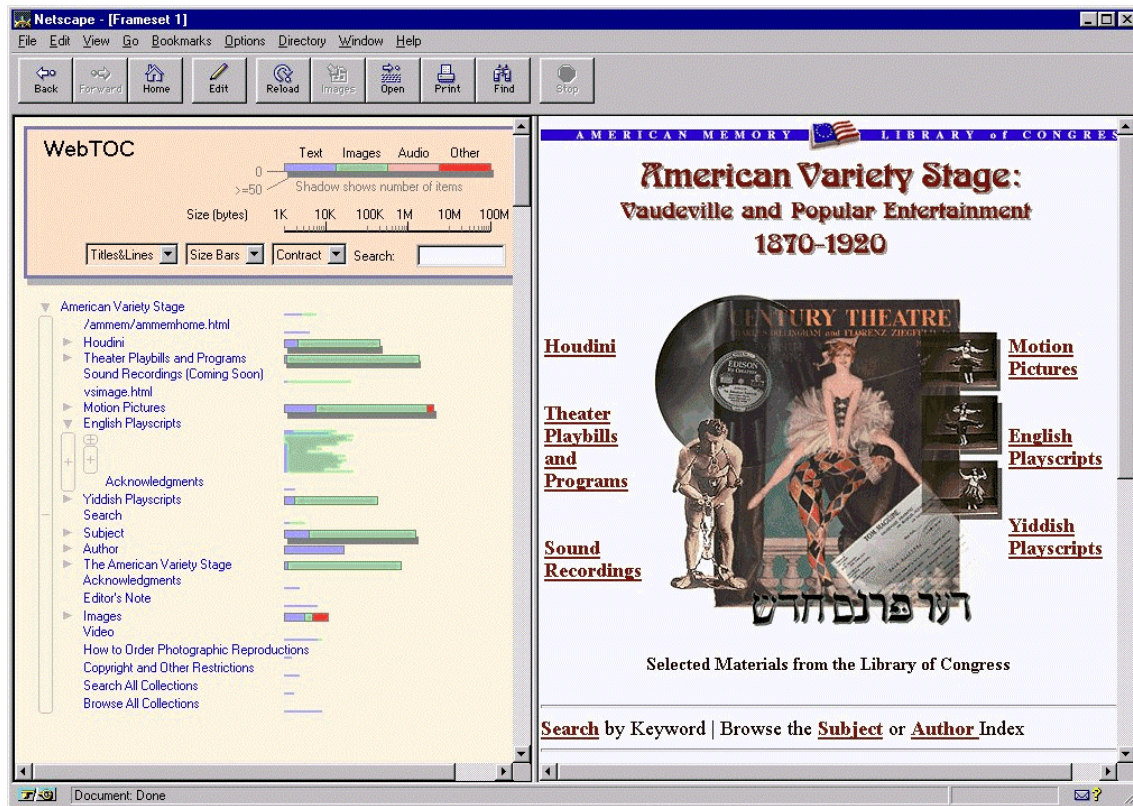 Netscape - [Frameset 1]
File Edit View Go Bookmarks Options Directory Window Help
Back Forward Home Edit Reload Images Open Print Find Stop
WebTOC
Text Images Audio Other
0
>=50 Shadow shows number of items
Size (bytes) 1K 10K 100K 1M 10M 100M
Titles&Lines Size Bars Contract Search:
American Variety Stage
/ammem/ammemhome.html
Houdini
Theater Playbills and Programs
Sound Recordings (Coming Soon)
vsimage.html
Motion Pictures
English Playscripts
Acknowledgments
Yiddish Playscripts
Search
Subject
Author
The American Variety Stage
Acknowledgments
Editor's Note
Images
Video
How to Order Photographic Reproductions
Copyright and Other Restrictions
Search All Collections
Browse All Collections
AMERICAN MEMORY LIBRARY of CONGRES
American Variety Stage:
Vaudeville and Popular Entertainment
1870-1920
CENTURY THEATRE
and FLORENZ ZIEGFELD
EDISON
Houdini
Theater
Playbills
and
Programs
Sound
Recordings
Motion
Pictures
English
Playscripts
Yiddish
Playscripts
דער פרנס חדש
Selected Materials from the Library of Congress
Search by Keyword | Browse the Subject or Author Index
Document: Done